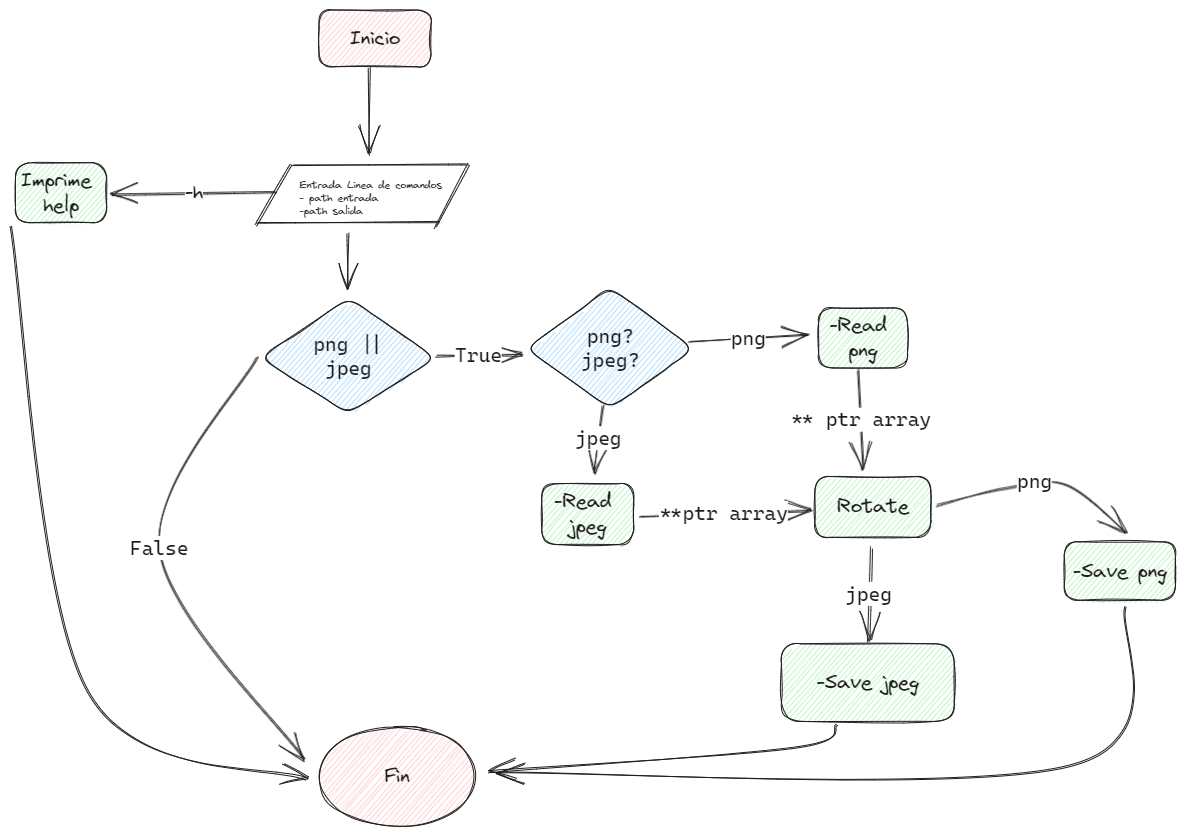 Inicio
Imprime
help
-h
Entrada Linea de comandos
- path entrada
-path salida
png ||
jpeg
True
png?
jpeg?
png
-Read
png
jpeg
** ptr array
-Read
jpeg
**ptr array
Rotate
png
False
jpeg
-Save png
-Save jpeg
Fin